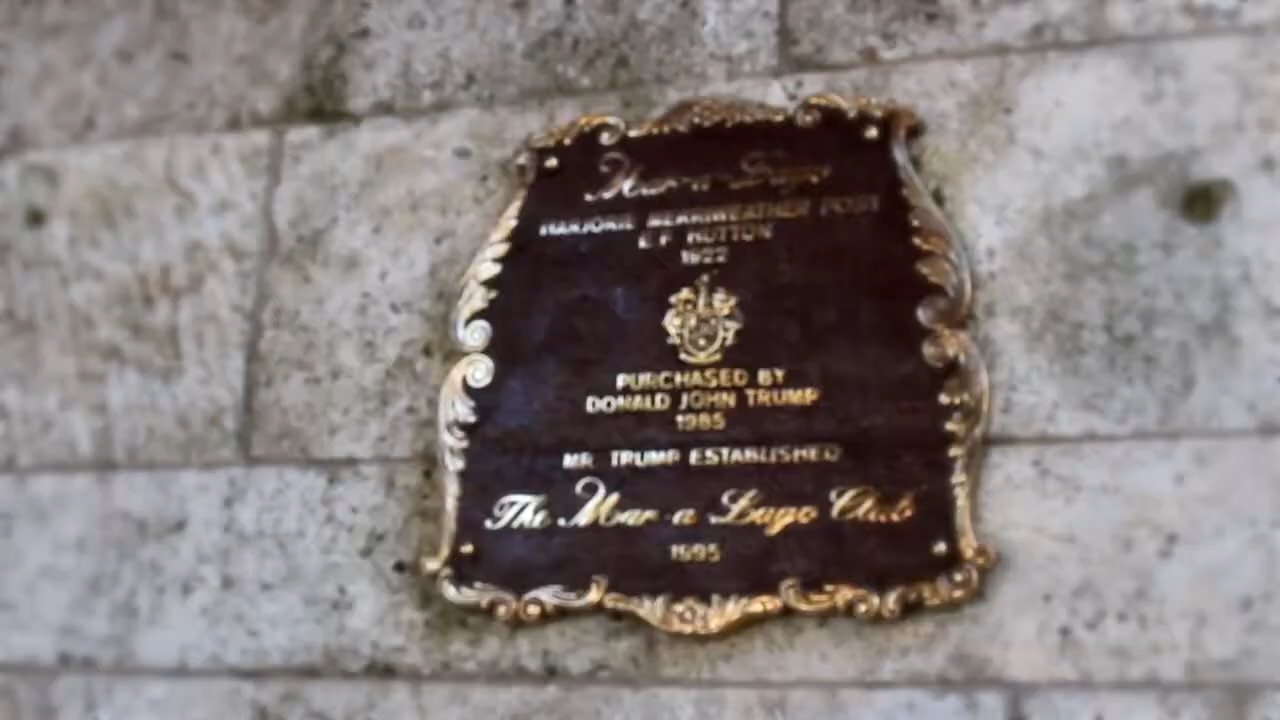 Mar-a-Lago
MARJORIE MERRIWEATHER POST
E F HUTTON
1922
PURCHASED BY
DONALD JOHN TRUMP
1985
MR. TRUMP ESTABLISHED
The Mar-a-Lago Club
1995